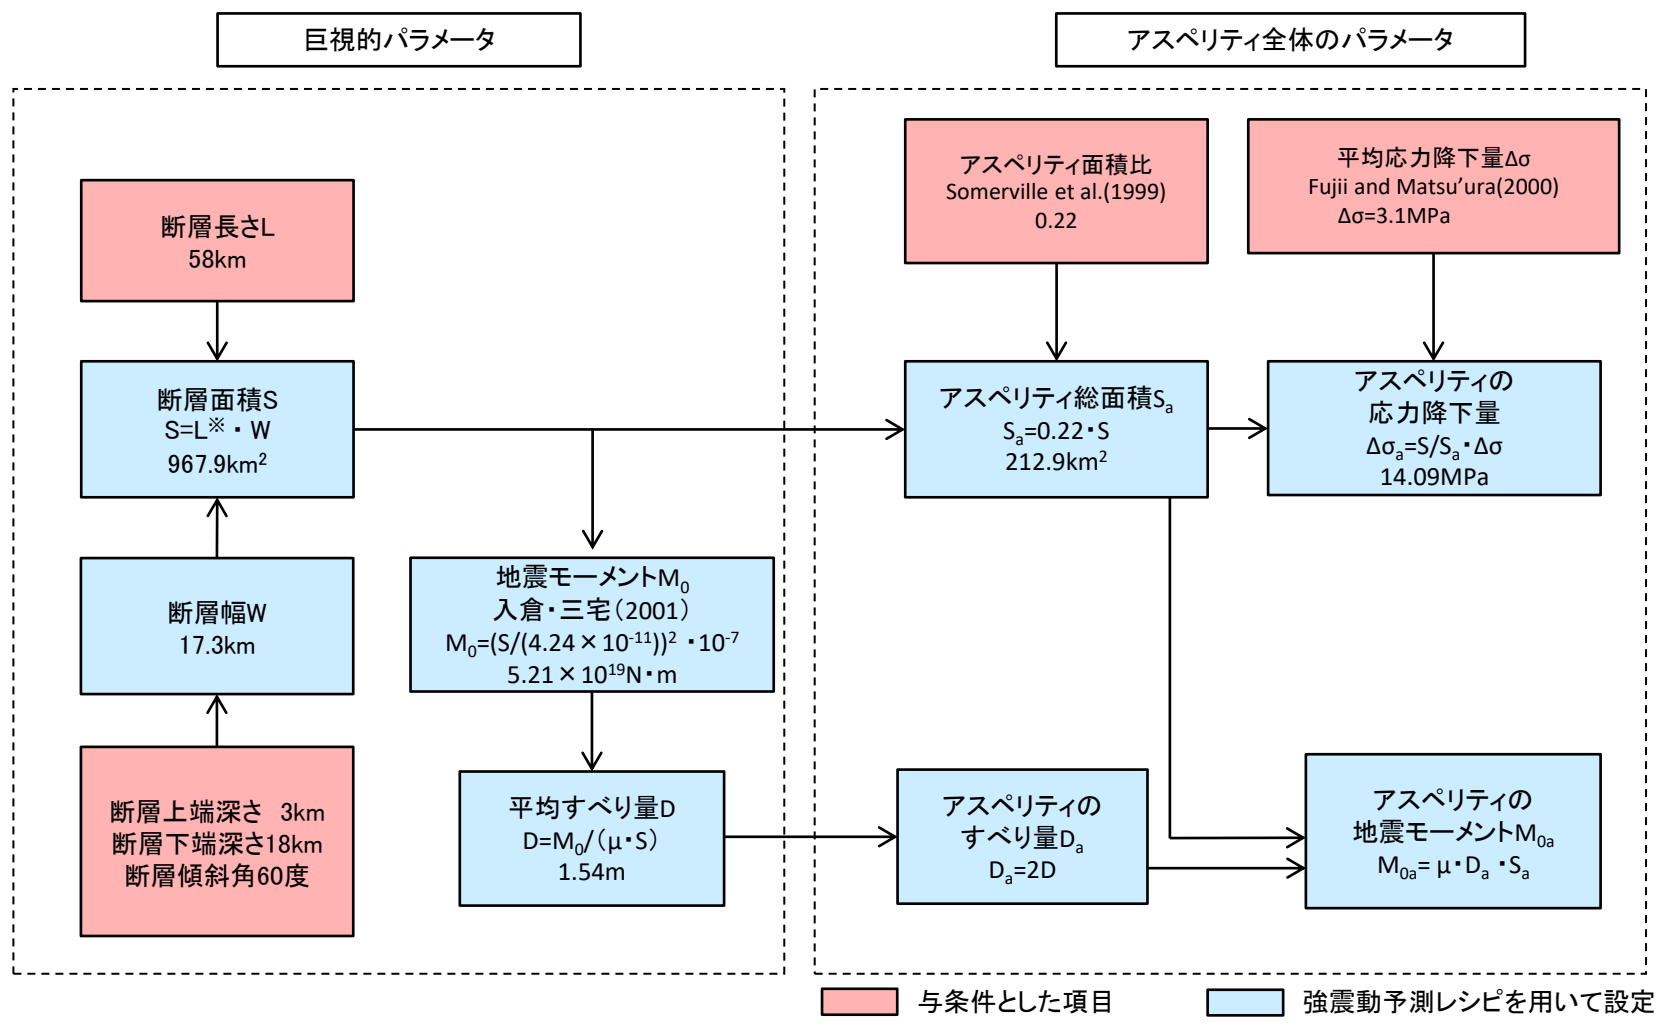 巨視的パラメータ
断層長さL
58km
断層面積S
S=L※・W
967.9km²
断層幅W
17.3km
断層上端深さ 3km
断層下端深さ18km
断層傾斜角60度
地震モーメントM₀
入倉・三宅(2001)
M₀=(S/(4.24×10⁻¹¹))²・10⁻⁷
5.21×10¹⁹N・m
平均すべり量D
D=M₀/(μ・S)
1.54m
アスペリティ全体のパラメータ
アスペリティ面積比
Somerville et al.(1999)
0.22
平均応力降下量Δσ
Fujii and Matsu’ura(2000)
Δσ=3.1MPa
アスペリティ総面積Sₐ
Sₐ=0.22・S
212.9km²
アスペリティの
応力降下量
Δσₐ=S/Sₐ・Δσ
14.09MPa
アスペリティの
すべり量Dₐ
Dₐ=2D
アスペリティの
地震モーメントM₀ₐ
M₀ₐ= μ・Dₐ・Sₐ
与条件とした項目
強震動予測レシピを用いて設定